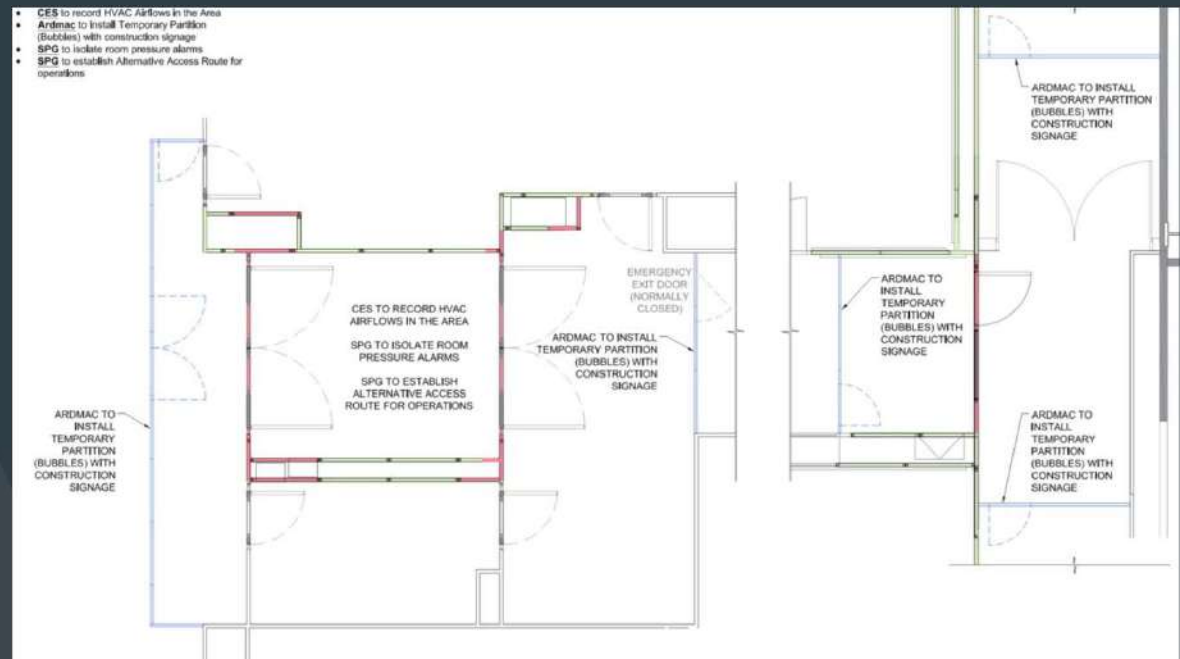 • CES to record HVAC Airflows in the Area
• Ardmac to Install Temporary Partition
(Bubbles) with construction signage
• SPG to isolate room pressure alarms
• SPG to establish Alternative Access Route for
operations
ARDMAC TO INSTALL
TEMPORARY PARTITION
(BUBBLES) WITH
CONSTRUCTION
SIGNAGE
EMERGENCY
EXIT DOOR
(NORMALLY
CLOSED)
CES TO RECORD HVAC
AIRFLOWS IN THE AREA
SPG TO ISOLATE ROOM
PRESSURE ALARMS
SPG TO ESTABLISH
ALTERNATIVE ACCESS
ROUTE FOR OPERATIONS
ARDMAC TO INSTALL
TEMPORARY PARTITION
(BUBBLES) WITH
CONSTRUCTION
SIGNAGE
ARDMAC TO
INSTALL
TEMPORARY
PARTITION
(BUBBLES) WITH
CONSTRUCTION
SIGNAGE
ARDMAC TO
INSTALL
TEMPORARY
PARTITION
(BUBBLES) WITH
CONSTRUCTION
SIGNAGE
ARDMAC TO
INSTALL
TEMPORARY
PARTITION
(BUBBLES) WITH
CONSTRUCTION
SIGNAGE